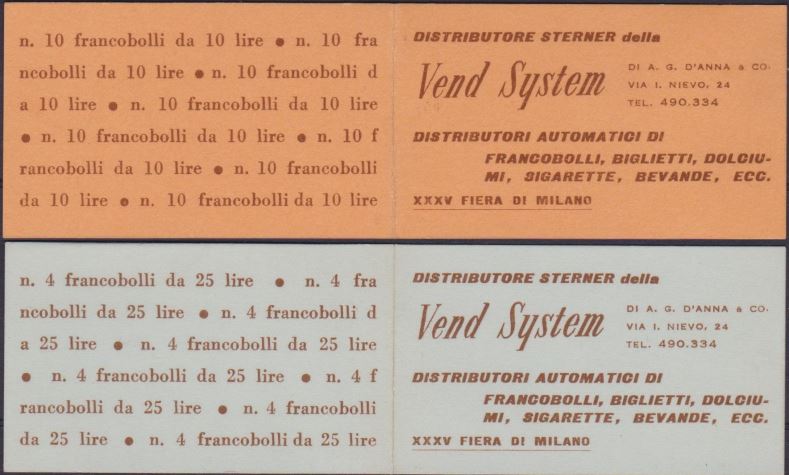 n. 10 francobolli da 10 lire ● n. 10 fra
ncobolli da 10 lire ● n. 10 francobolli d
a 10 lire ● n. 10 francobolli da 10 lire
● n. 10 francobolli da 10 lire ● n. 10 f
rancobolli da 10 lire ● n. 10 francobolli
da 10 lire ● n. 10 francobolli da 10 lire
DISTRIBUTORE STERNER della
Vend System
DI A. G. D'ANNA & CO.
VIA I. NIEVO, 24
TEL. 490.334
DISTRIBUTORI AUTOMATICI DI
FRANCOBOLLI, BIGLIETTI, DOLCIU-
MI, SIGARETTE, BEVANDE, ECC.
XXXV FIERA DI MILANO
n. 4 francobolli da 25 lire ● n. 4 fra
ncobolli da 25 lire ● n. 4 francobolli d
a 25 lire ● n. 4 francobolli da 25 lire
● n. 4 francobolli da 25 lire ● n. 4 f
rancobolli da 25 lire ● n. 4 francobolli
da 25 lire ● n. 4 francobolli da 25 lire
DISTRIBUTORE STERNER della
Vend System
DI A. G. D'ANNA & CO.
VIA I. NIEVO, 24
TEL. 490.334
DISTRIBUTORI AUTOMATICI DI
FRANCOBOLLI, BIGLIETTI, DOLCIU-
MI, SIGARETTE, BEVANDE, ECC.
XXXV FIERA DI MILANO